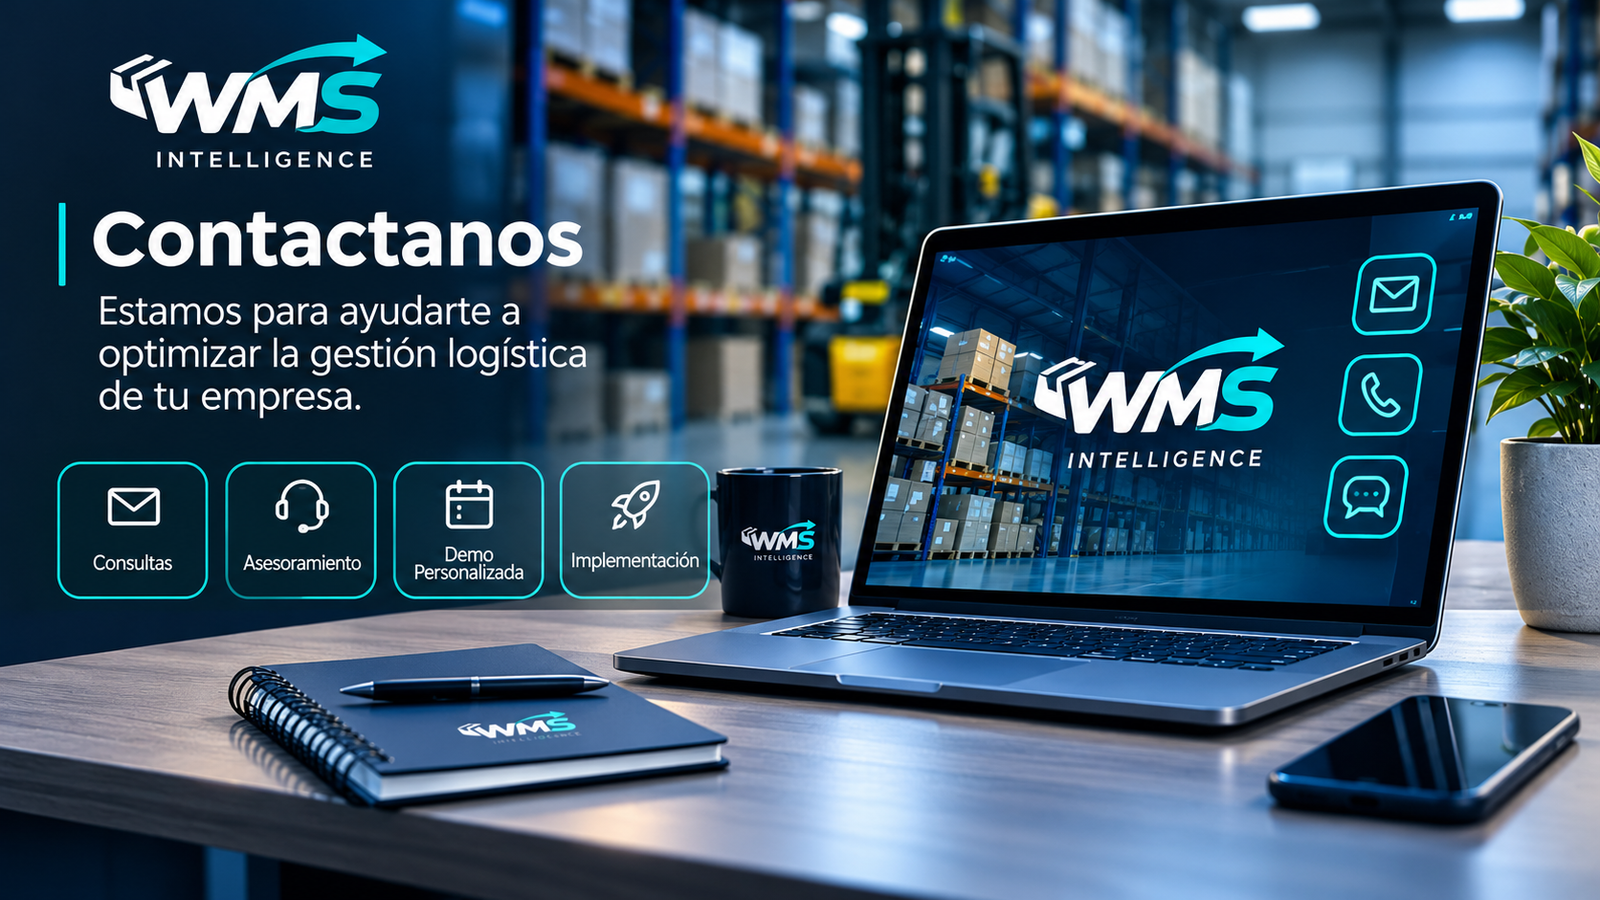 WMS
INTELLIGENCE
Contactanos
Estamos para ayudarte a
optimizar la gestión logística
de tu empresa.
Consultas
Asesoramiento
Demo
Personalizada
Implementación
WMS
INTELLIGENCE
WMS
INTELLIGENCE
WMS
INTELLIGENCE